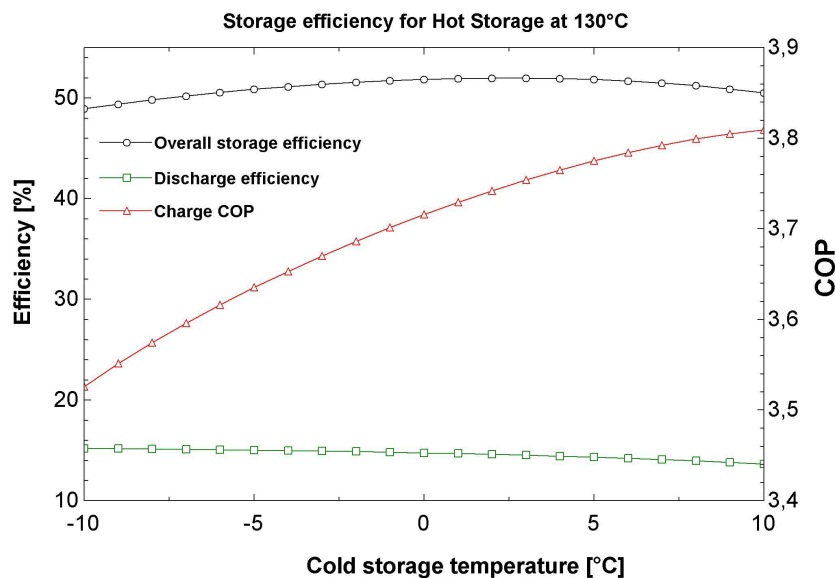 Storage efficiency for Hot Storage at 130°C
50
40
30
20
10
Efficiency [%]
Overall storage efficiency
Discharge efficiency
Charge COP
3,9
3,8
3,7
3,6
3,5
3,4
COP
-10 -5 0 5 10
Cold storage temperature [°C]